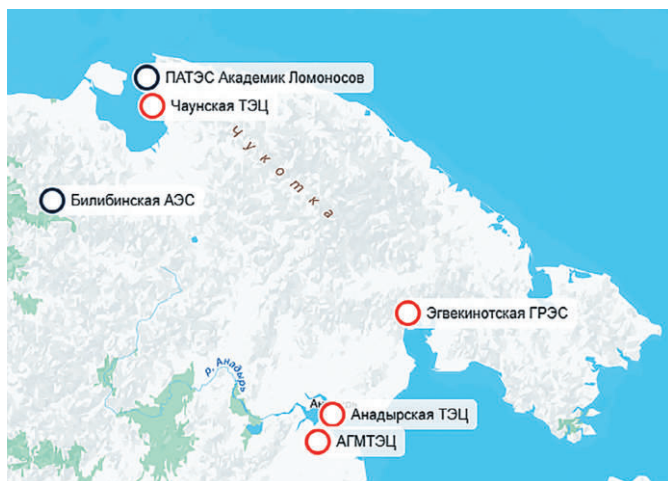 ПАТЭС Академик Ломоносов
Чаунская ТЭЦ
Чукотка
Билибинская АЭС
Эгвекинотская ГРЭС
р. Анадырь
Анадырская ТЭЦ
АГМТЭЦ